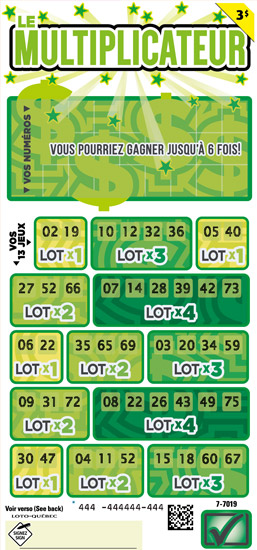 LE
3$
MULTIPLICATEUR
VOS NUMÉROS
VOUS POURRIEZ GAGNER JUSQU'À 6 FOIS!
VOS
13 JEUX
02 19 10 12 32 36 05 40
LOT x1 LOT x3 LOT x1
27 52 66 07 14 28 39 42 73
LOT x2 LOT x4
06 22 35 65 69 03 20 34 59
LOT x1 LOT x2 LOT x3
09 31 72 08 22 26 43 49 75
LOT x2 LOT x4
30 47 04 11 52 15 18 60 67
LOT x1 LOT x2 LOT x3
Voir verso (See back) 444 -444444-444 7-7019
LOTO-QUÉBEC
SIGNEZ
SIGN